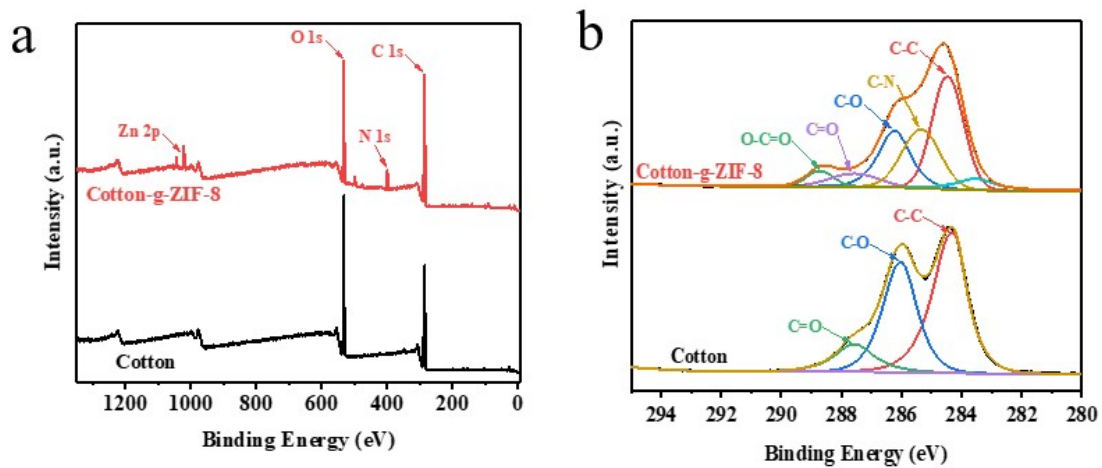 a
O 1s
C 1s
Zn 2p
N 1s
Cotton-g-ZIF-8
Cotton
Intensity (a.u.)
1200 1000 800 600 400 200 0
Binding Energy (eV)
b
C-C
C-N
C-O
C=O
O-C=O
Cotton-g-ZIF-8
C-C
C-O
C=O
Cotton
Intensity (a.u.)
294 292 290 288 286 284 282 280
Binding Energy (eV)